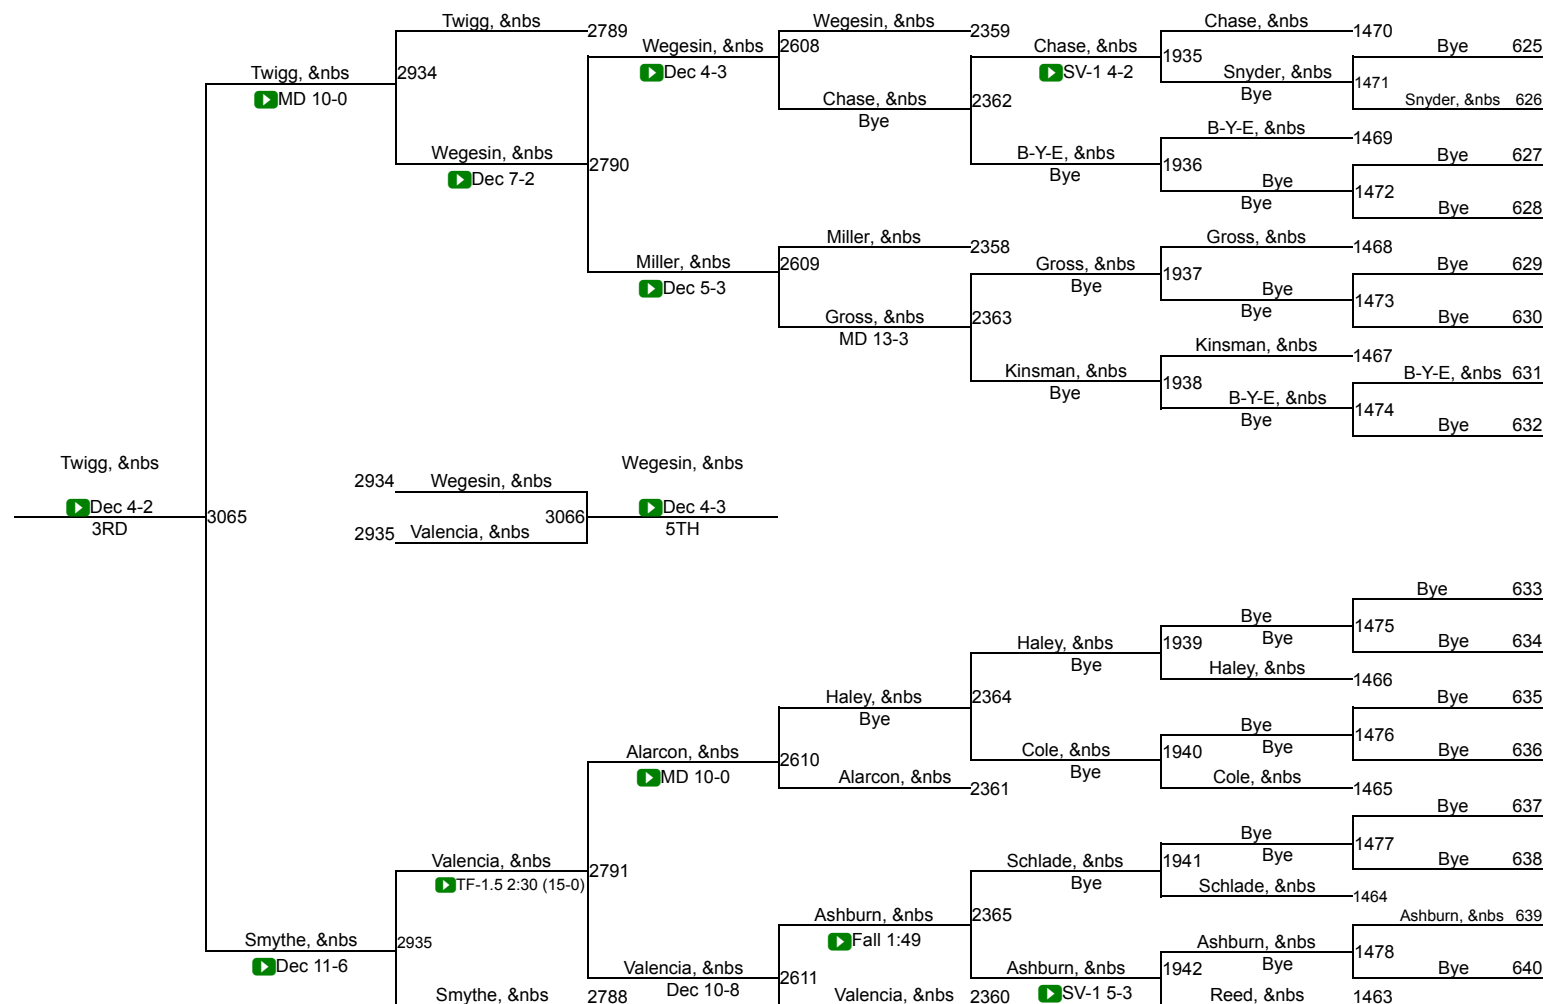 Twigg, &nbs 2789 Wegesin, &nbs 2359 Chase, &nbs 1470
Wegesin, &nbs 2608 Chase, &nbs 1935 Bye 625
Dec 4-3 SV-1 4-2
Twigg, &nbs 2934 Snyder, &nbs 1471
MD 10-0 Chase, &nbs 2362 Bye Snyder, &nbs 626
Bye
B-Y-E, &nbs 1469
Wegesin, &nbs 2790 B-Y-E, &nbs 1936 Bye 627
Dec 7-2 Bye Bye 1472
Bye
Bye 628
Miller, &nbs 2358 Gross, &nbs 1468
Miller, &nbs 2609 Gross, &nbs 1937 Bye 629
Dec 5-3 Bye Bye 1473
Gross, &nbs 2363 Bye Bye 630
MD 13-3
Kinsman, &nbs 1467
Kinsman, &nbs 1938 B-Y-E, &nbs 631
Bye B-Y-E, &nbs 1474
Bye Bye 632
Twigg, &nbs Wegesin, &nbs
2934 Wegesin, &nbs
Dec 4-2 3065 3066 Dec 4-3
3RD 2935 Valencia, &nbs 5TH
Bye 633
Bye 1475
Haley, &nbs 1939 Bye Bye 634
Bye Haley, &nbs 1466
Haley, &nbs 2364 Bye 635
Bye Bye 1476
Alarcon, &nbs 2610 Cole, &nbs 1940 Bye Bye 636
MD 10-0 Alarcon, &nbs 2361 Bye Cole, &nbs 1465
Bye 637
Bye 1477
Valencia, &nbs 2791 Schlade, &nbs 1941 Bye Bye 638
TF-1.5 2:30 (15-0) Bye Schlade, &nbs 1464
Ashburn, &nbs 2365 Ashburn, &nbs 639
Smythe, &nbs 2935 Fall 1:49 Ashburn, &nbs 1478
Dec 11-6 Valencia, &nbs 2611 Ashburn, &nbs 1942 Bye Bye 640
Smythe, &nbs 2788 Dec 10-8 Valencia, &nbs 2360 SV-1 5-3 Reed, &nbs 1463